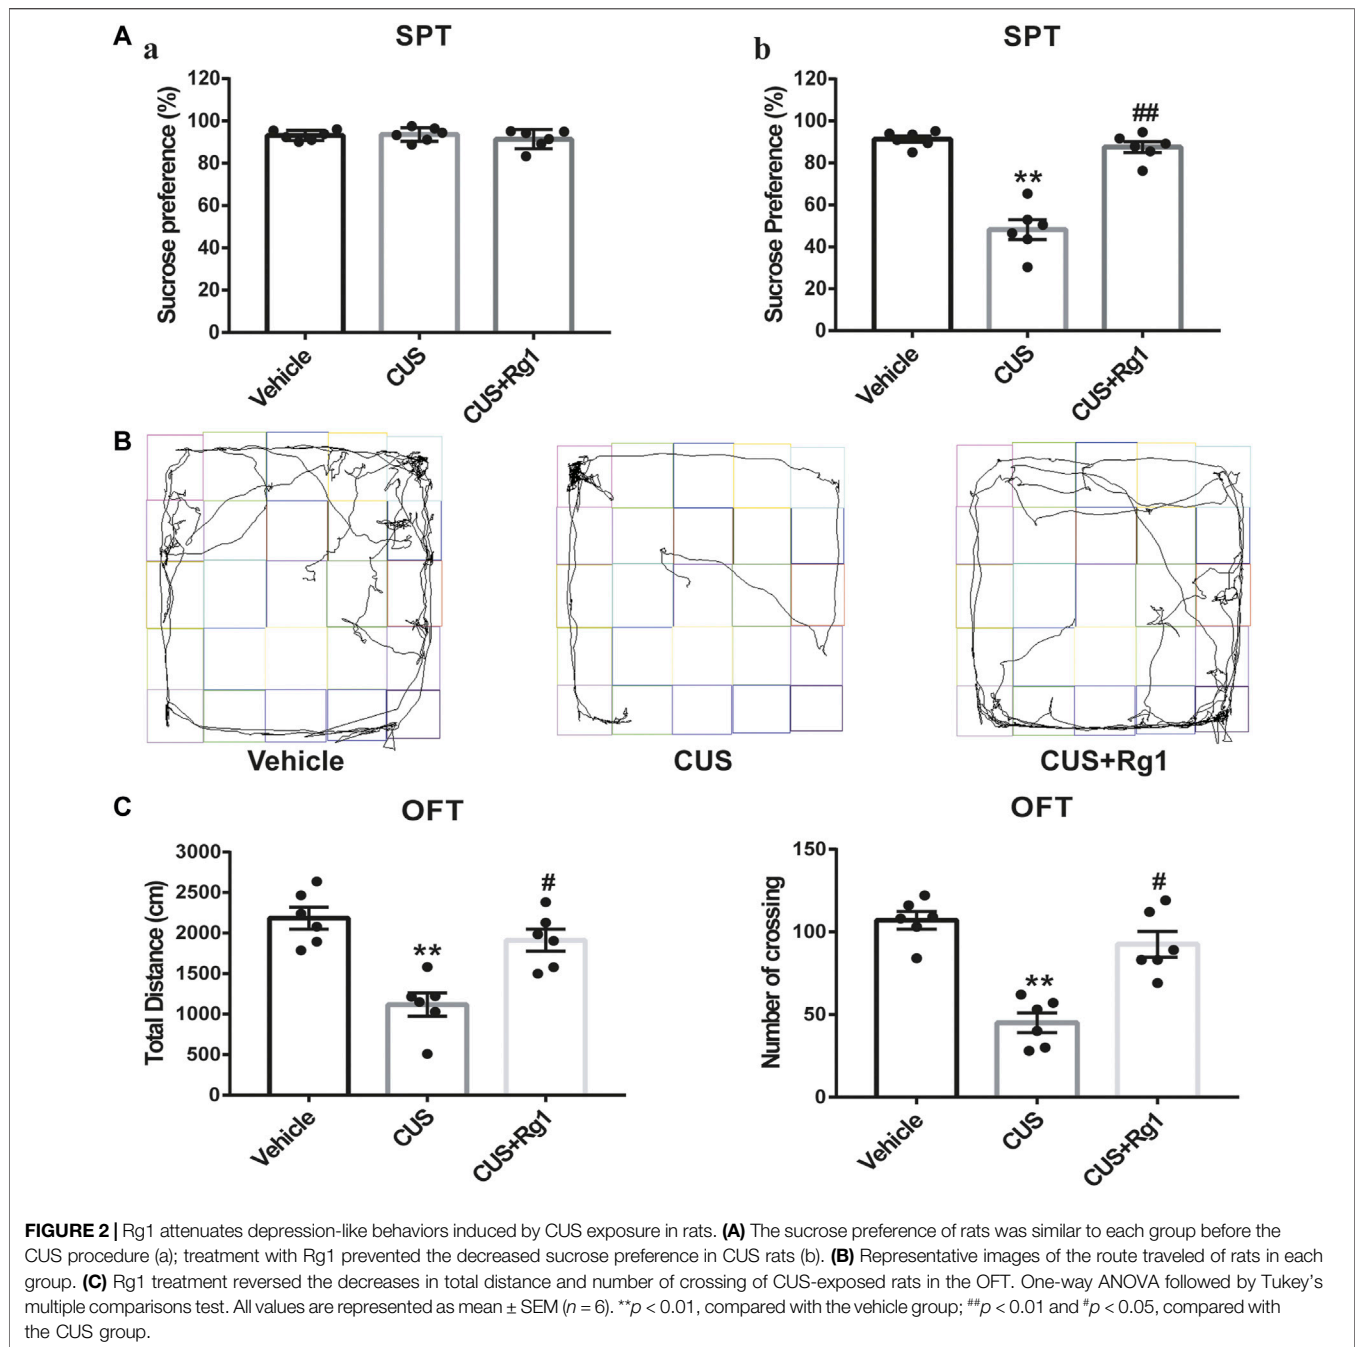 A
a
SPT
Sucrose preference (%)
120
100
80
60
40
20
0
Vehicle
CUS
CUS+Rg1
b
SPT
Sucrose Preference (%)
120
100
80
60
40
20
0
**
##
Vehicle
CUS
CUS+Rg1
B
Vehicle
CUS
CUS+Rg1
C
OFT
Total Distance (cm)
3000
2500
2000
1500
1000
500
0
**
#
Vehicle
CUS
CUS+Rg1
OFT
Number of crossing
150
100
50
0
**
#
Vehicle
CUS
CUS+Rg1
FIGURE 2 | Rg1 attenuates depression-like behaviors induced by CUS exposure in rats. (A) The sucrose preference of rats was similar to each group before the
CUS procedure (a); treatment with Rg1 prevented the decreased sucrose preference in CUS rats (b). (B) Representative images of the route traveled of rats in each
group. (C) Rg1 treatment reversed the decreases in total distance and number of crossing of CUS-exposed rats in the OFT. One-way ANOVA followed by Tukey's
multiple comparisons test. All values are represented as mean ± SEM (n = 6). **p < 0.01, compared with the vehicle group; ##p < 0.01 and #p < 0.05, compared with
the CUS group.